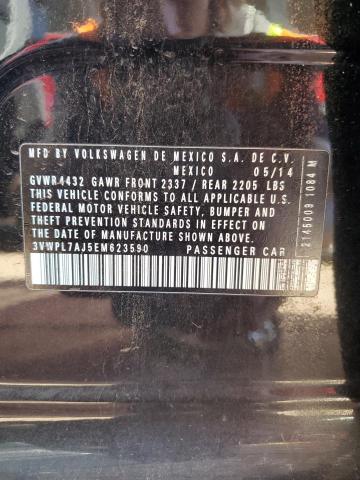 MFD BY VOLKSWAGEN DE MEXICO S.A. DE C.V.
MEXICO 05/14
GVWR4432 GAWR FRONT 2337 / REAR 2205 LBS
THIS VEHICLE CONFORMS TO ALL APPLICABLE
FEDERAL MOTOR VEHICLE SAFETY, BUMPER AND
THEFT PREVENTION STANDARDS IN EFFECT ON THE
DATE OF MANUFACTURE SHOWN ABOVE.
3VWPL7AJ5EM623590 PASSENGER CAR
2145009 1084 M